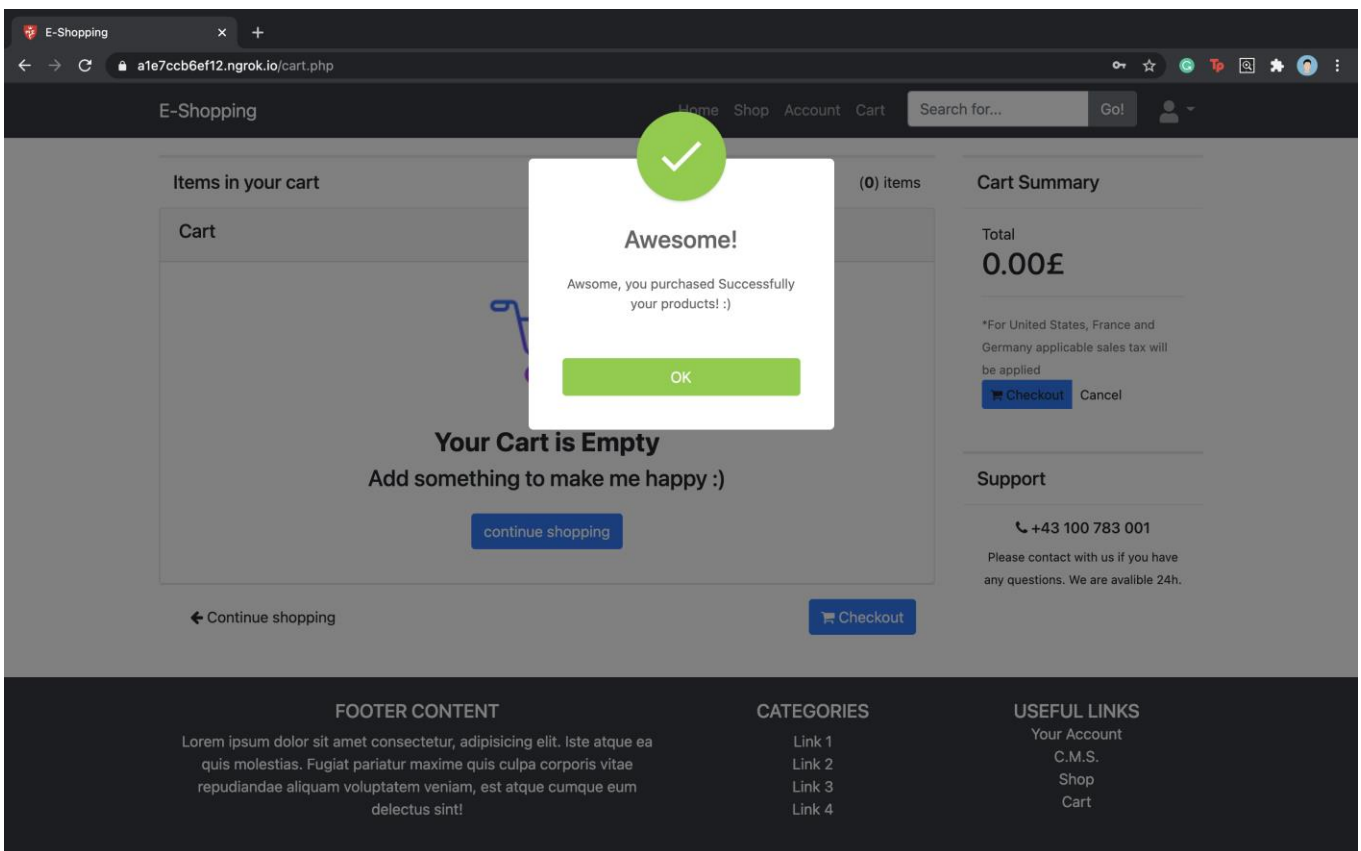 E-Shopping
a1e7ccb6ef12.ngrok.io/cart.php
E-Shopping
Home Shop Account Cart Search for... Go!
Items in your cart
(0) items
Cart
Awesome!
Awsome, you purchased Successfully
your products! :)
OK
Your Cart is Empty
Add something to make me happy :)
continue shopping
Continue shopping
Checkout
Cart Summary
Total
0.00£
*For United States, France and
Germany applicable sales tax will
be applied
Checkout Cancel
Support
+43 100 783 001
Please contact with us if you have
any questions. We are avalible 24h.
FOOTER CONTENT
Lorem ipsum dolor sit amet consectetur, adipisicing elit. Iste atque ea
quis molestias. Fugiat pariatur maxime quis culpa corporis vitae
repudiandae aliquam voluptatem veniam, est atque cumque eum
delectus sint!
CATEGORIES
Link 1
Link 2
Link 3
Link 4
USEFUL LINKS
Your Account
C.M.S.
Shop
Cart